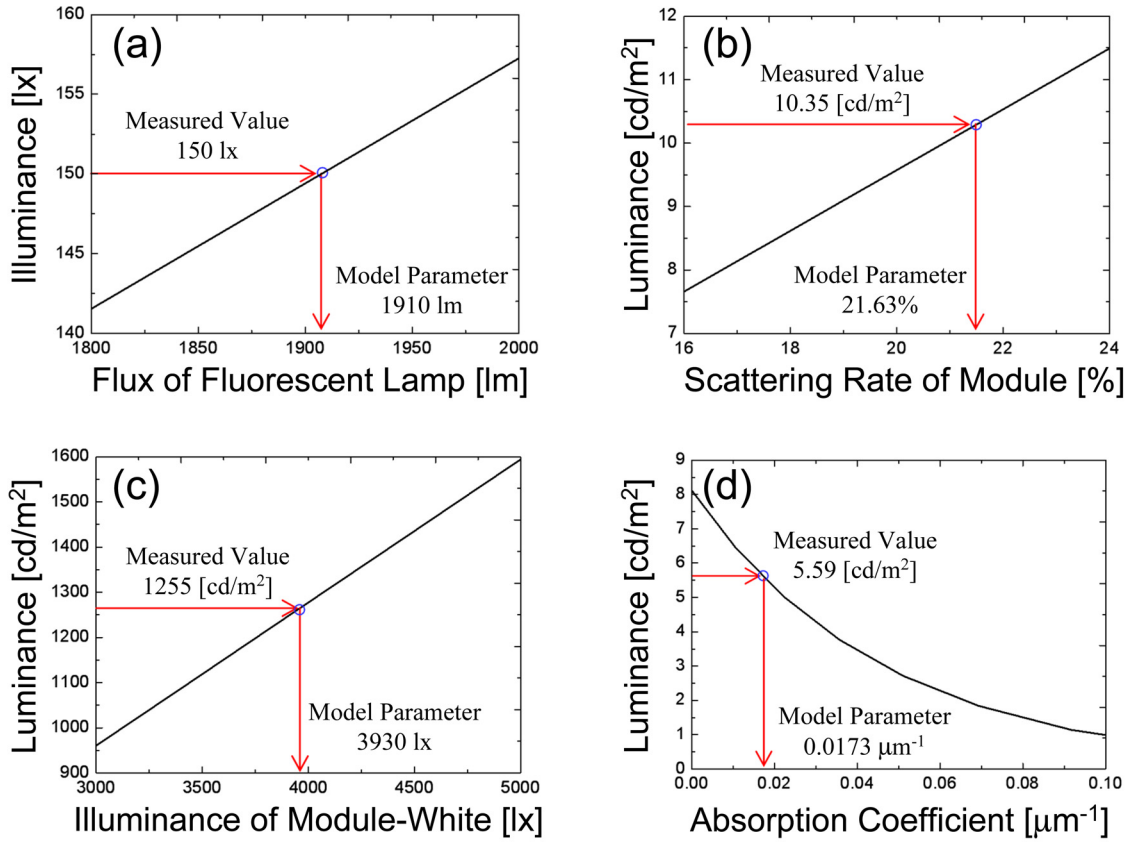 (a)
Illuminance [lx]
160
155
150
145
140
Measured Value
150 lx
Model Parameter
1910 lm
1800
1850
1900
1950
2000
Flux of Fluorescent Lamp [lm]
(b)
Luminance [cd/m²]
12
11
10
9
8
7
Measured Value
10.35 [cd/m²]
Model Parameter
21.63%
16
18
20
22
24
Scattering Rate of Module [%]
(c)
Luminance [cd/m²]
1600
1500
1400
1300
1200
1100
1000
900
Measured Value
1255 [cd/m²]
Model Parameter
3930 lx
3000
3500
4000
4500
5000
Illuminance of Module-White [lx]
(d)
Luminance [cd/m²]
9
8
7
6
5
4
3
2
1
0
Measured Value
5.59 [cd/m²]
Model Parameter
0.0173 μm⁻¹
0.00
0.02
0.04
0.06
0.08
0.10
Absorption Coefficient [μm⁻¹]